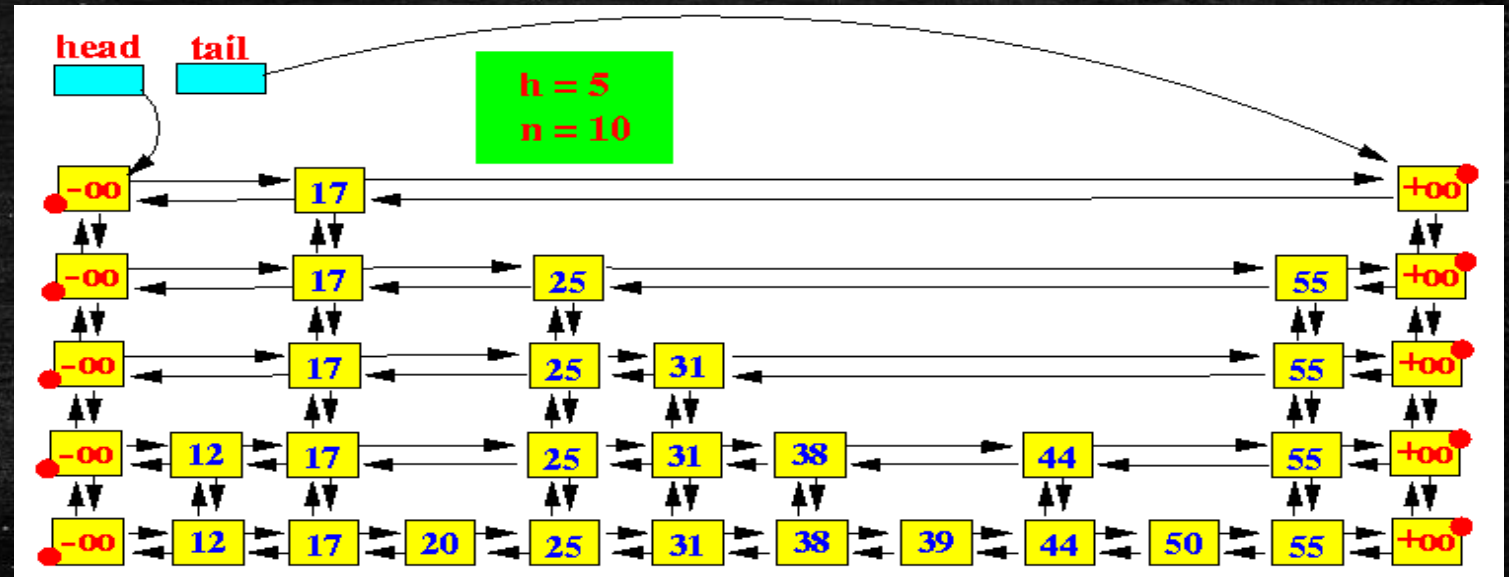 head tail
h = 5
n = 10
-oo 17 +oo
-oo 17 25 55 +oo
-oo 17 25 31 55 +oo
-oo 12 17 25 31 38 44 55 +oo
-oo 12 17 20 25 31 38 39 44 50 55 +oo